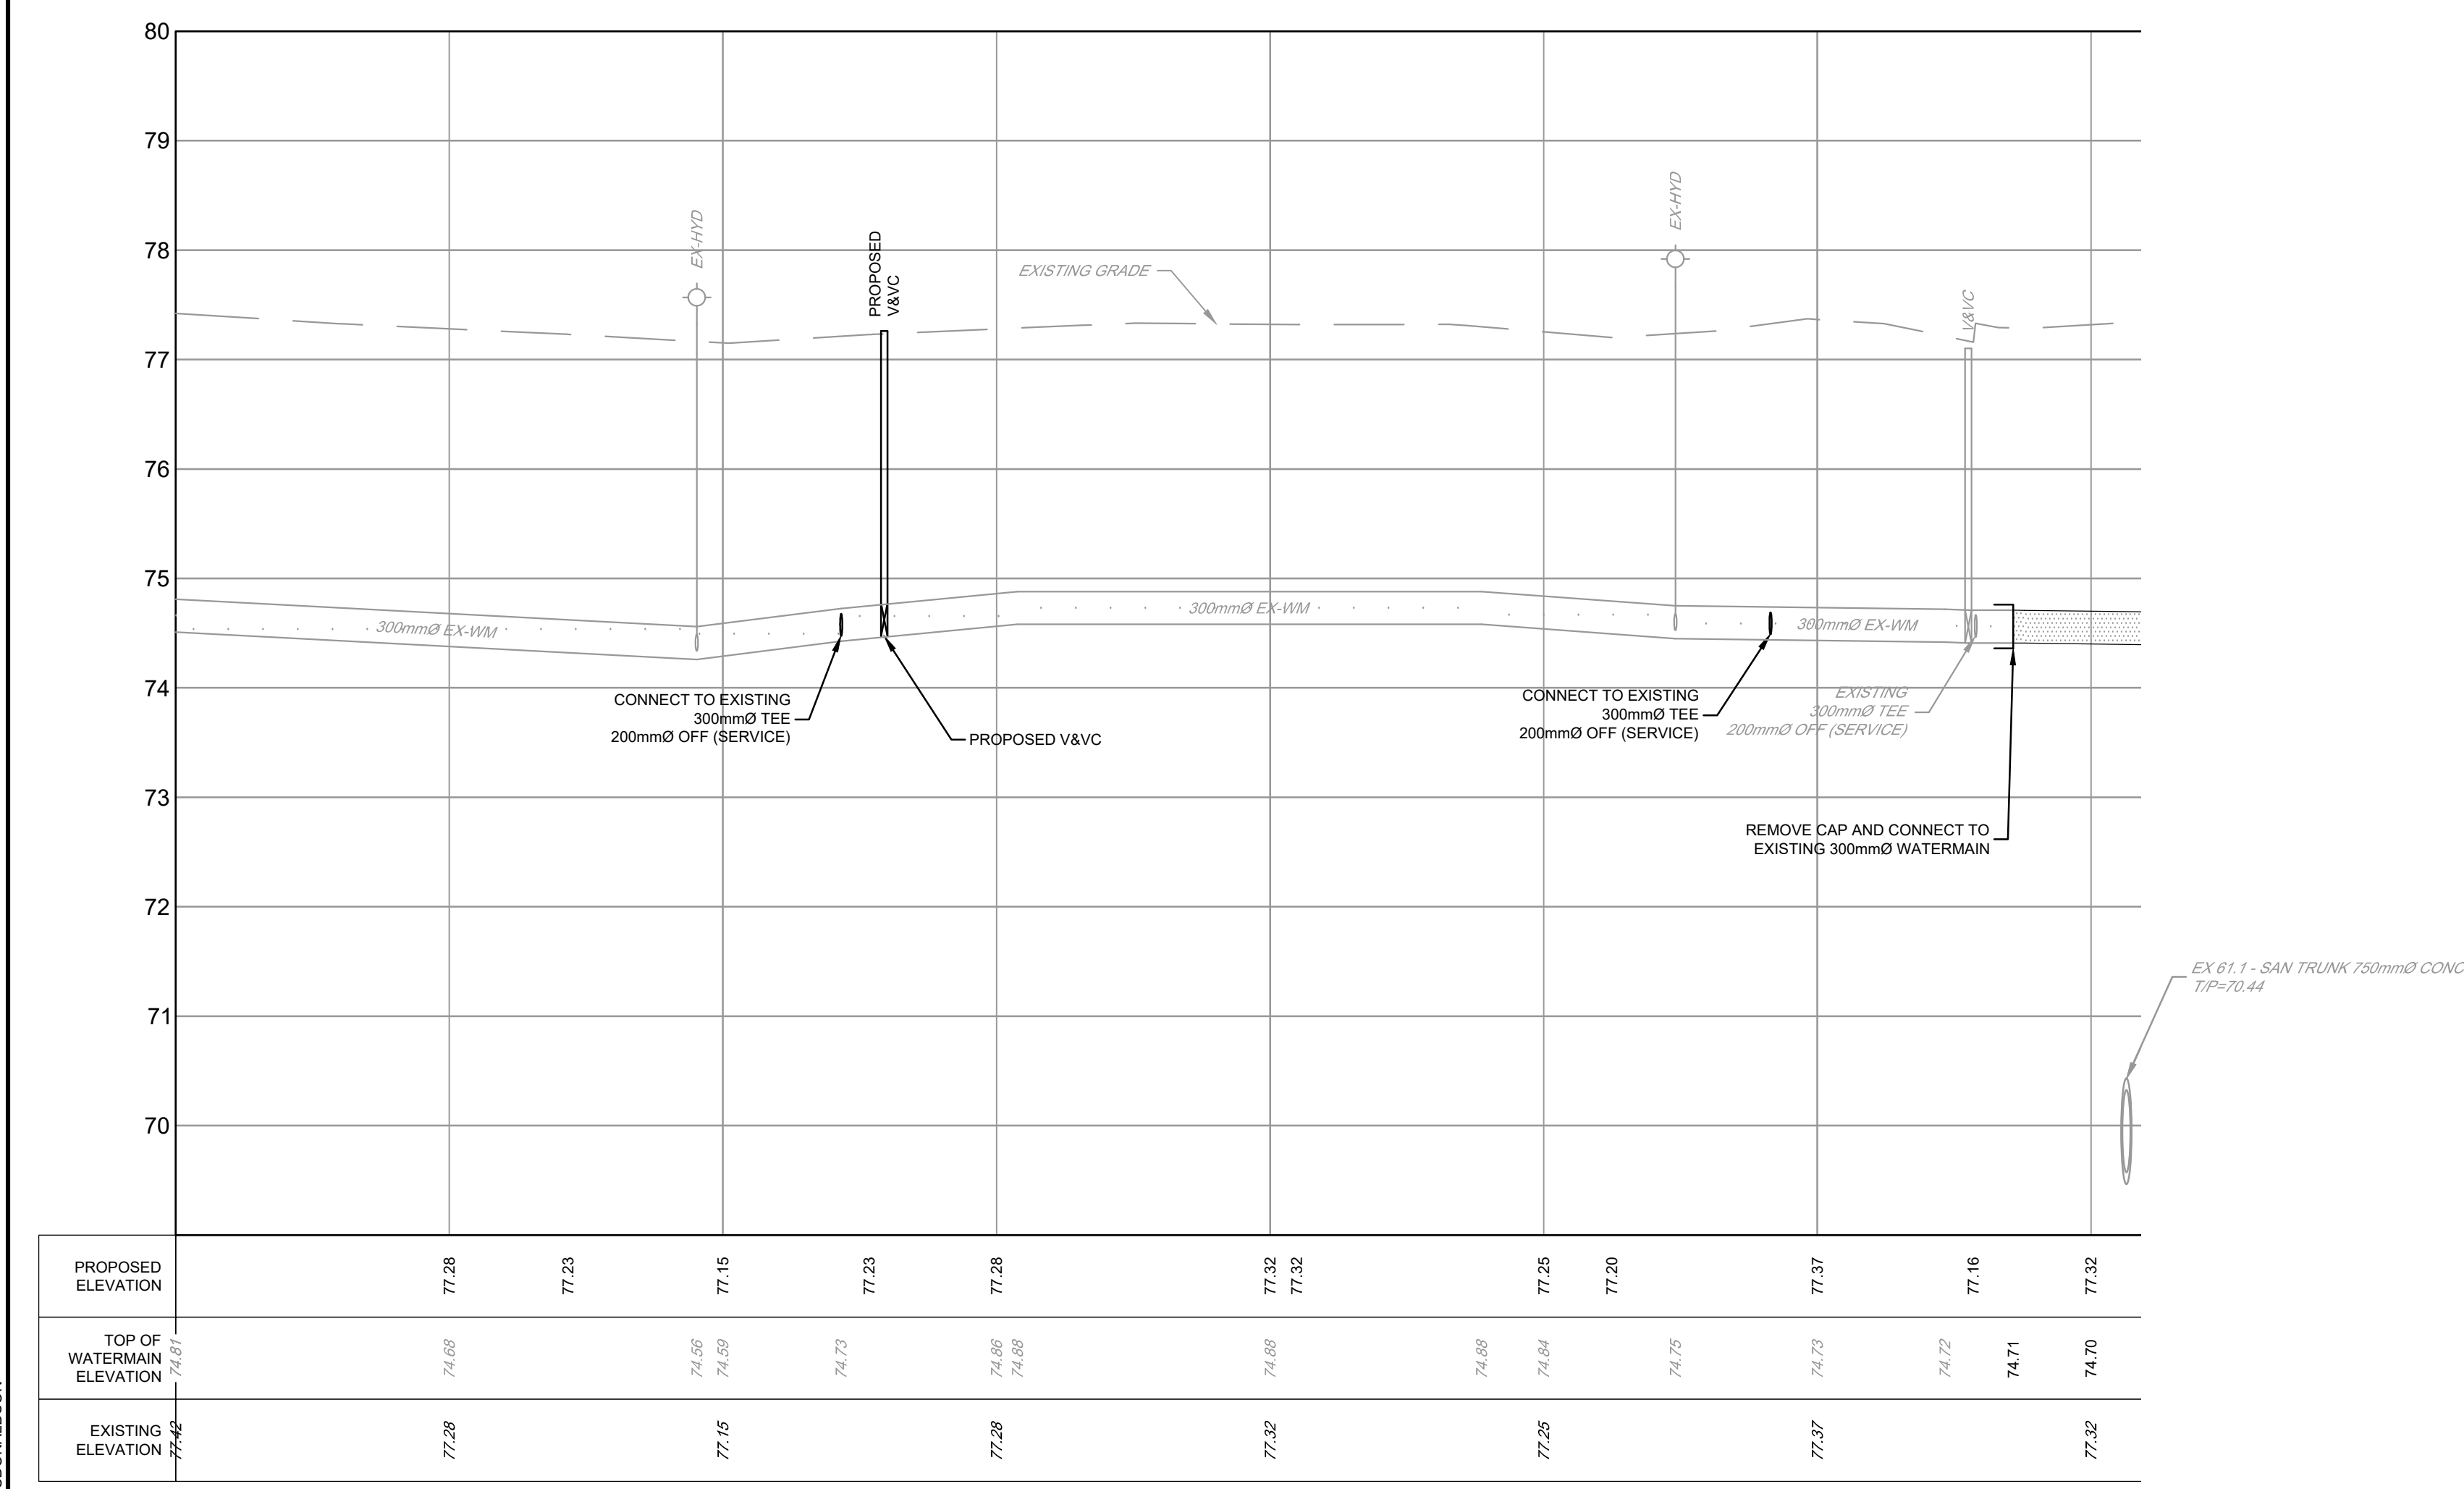 80
79
78
77
76
75
74
73
72
71
70
EX-HYD
PROPOSED
V&VC
EXISTING GRADE
EX-HYD
V&VC
300mmØ EX-WM
300mmØ EX-WM
300mmØ EX-WM
CONNECT TO EXISTING
300mmØ TEE
200mmØ OFF (SERVICE)
PROPOSED V&VC
CONNECT TO EXISTING
300mmØ TEE
200mmØ OFF (SERVICE)
EXISTING
300mmØ TEE
200mmØ OFF (SERVICE)
REMOVE CAP AND CONNECT TO
EXISTING 300mmØ WATERMAIN
EX 61.1 - SAN TRUNK 750mmØ CONC
T/P=70.44
PROPOSED
ELEVATION
77.28 77.23 77.15 77.23 77.28 77.32 77.32 77.25 77.20 77.37 77.16 77.32
TOP OF
WATERMAIN
ELEVATION
74.81 74.68 74.56 74.59 74.73 74.86 74.88 74.88 74.88 74.84 74.75 74.73 74.72 74.71 74.70
EXISTING
ELEVATION
77.42 77.28 77.15 77.28 77.32 77.25 77.37 77.32